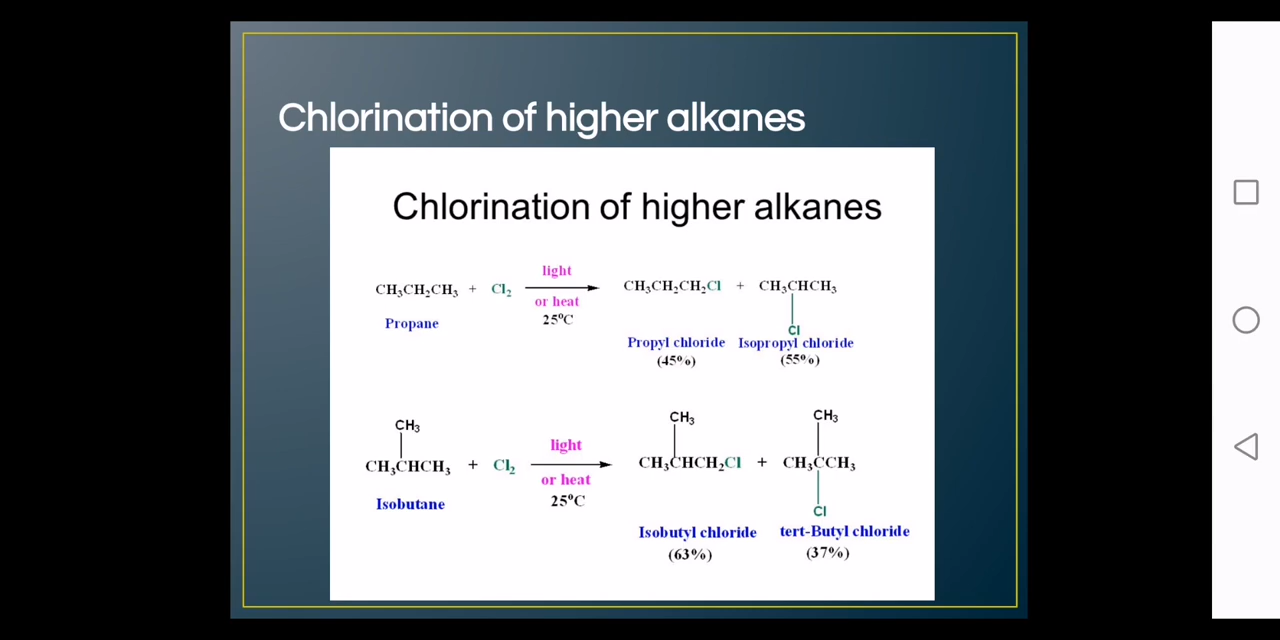 Chlorination of higher alkanes
Chlorination of higher alkanes
light
CH₃CH₂CH₃ + Cl₂ CH₃CH₂CH₂Cl + CH₃CHCH₃
or heat
25°C
Propane
Cl
Propyl chloride Isopropyl chloride
(45%) (55%)
CH₃ CH₃ CH₃
light
CH₃CHCH₃ + Cl₂ CH₃CHCH₂Cl + CH₃CCH₃
or heat
Isobutane 25°C
Cl
Isobutyl chloride tert-Butyl chloride
(63%) (37%)